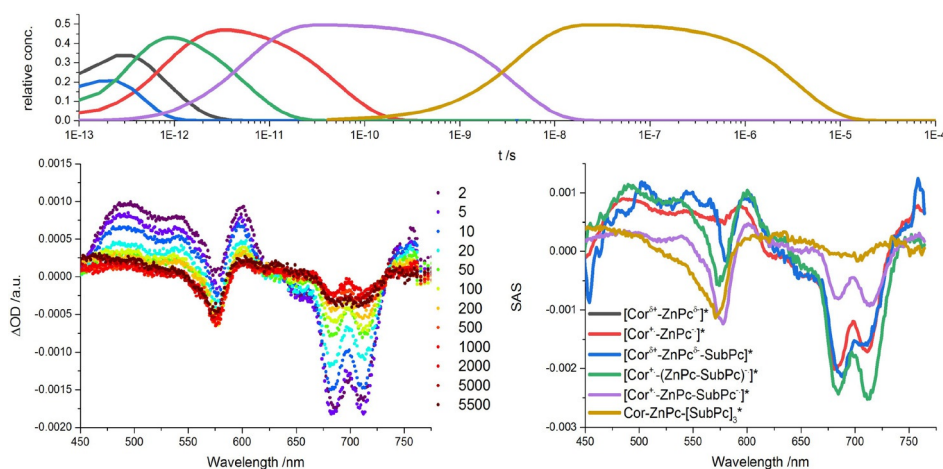 relative conc.
0.5
0.4
0.3
0.2
0.1
0.0
1E-13 1E-12 1E-11 1E-10 1E-9 1E-8 1E-7 1E-6 1E-5 1E-4
t /s
ΔOD /a.u.
0.0015
0.0010
0.0005
0.0000
-0.0005
-0.0010
-0.0015
-0.0020
450 500 550 600 650 700 750
Wavelength /nm
2
5
10
20
50
100
200
500
1000
2000
5000
5500
SAS
0.001
0.000
-0.001
-0.002
-0.003
[Corᵟ⁺-ZnPcᵟ⁻]*
[Cor⁺-ZnPc⁻]*
[Corᵟ⁺-ZnPcᵟ⁻-SubPc]*
[Cor⁺-(ZnPc-SubPc)⁻]*
[Cor⁺-ZnPc-SubPc⁻]*
Cor-ZnPc-[SubPc]₃*
450 500 550 600 650 700 750
Wavelength /nm